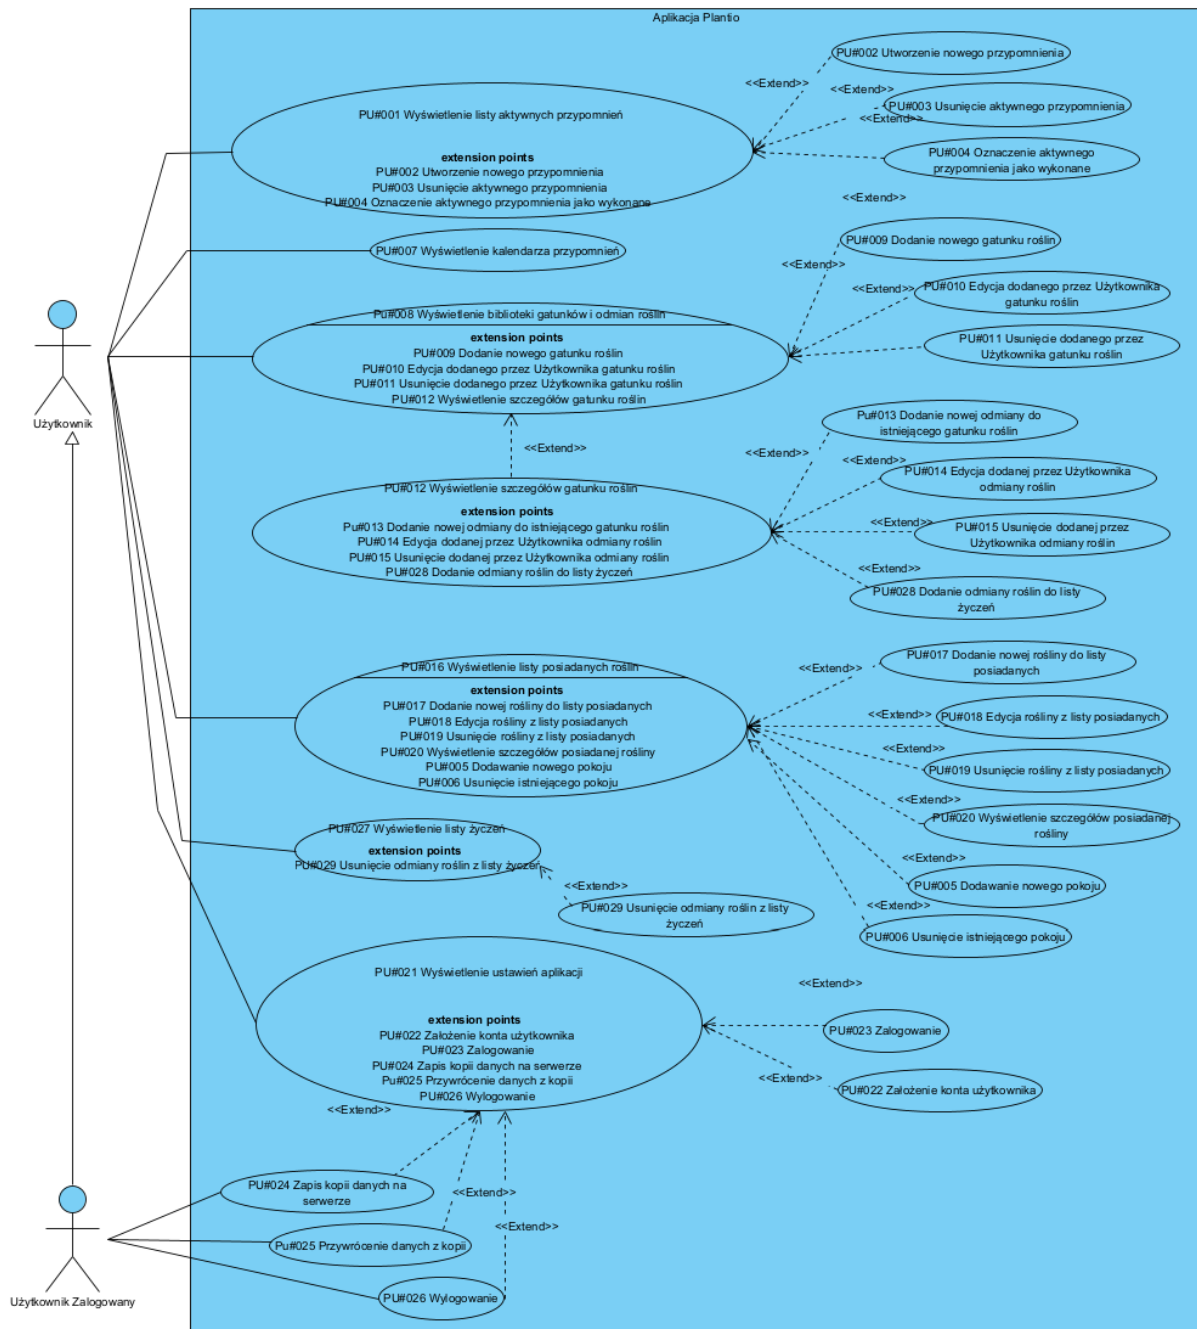 Aplikacja Plantio
PU#002 Utworzenie nowego przypomnienia
<<Extend>>
<<Extend>>
PU#003 Usunięcie aktywnego przypomnienia
<<Extend>>
PU#001 Wyświetlenie listy aktywnych przypomnień
extension points
PU#002 Utworzenie nowego przypomnienia
PU#003 Usunięcie aktywnego przypomnienia
PU#004 Oznaczenie aktywnego przypomnienia jako wykonane
PU#004 Oznaczenie aktywnego
przypomnienia jako wykonane
<<Extend>>
PU#007 Wyświetlenie kalendarza przypomnień
PU#009 Dodanie nowego gatunku roślin
<<Extend>>
<<Extend>>
PU#010 Edycja dodanego przez Użytkownika
gatunku roślin
Pu#008 Wyświetlenie biblioteki gatunków i odmian roślin
extension points
PU#009 Dodanie nowego gatunku roślin
PU#010 Edycja dodanego przez Użytkownika gatunku roślin
PU#011 Usunięcie dodanego przez Użytkownika gatunku roślin
PU#012 Wyświetlenie szczegółów gatunku roślin
PU#011 Usunięcie dodanego przez
Użytkownika gatunku roślin
Użytkownik
<<Extend>>
Pu#013 Dodanie nowej odmiany do
istniejącego gatunku roślin
<<Extend>>
<<Extend>>
PU#014 Edycja dodanej przez Użytkownika
odmiany roślin
PU#012 Wyświetlenie szczegółów gatunku roślin
extension points
Pu#013 Dodanie nowej odmiany do istniejącego gatunku roślin
PU#014 Edycja dodanej przez Użytkownika odmiany roślin
PU#015 Usunięcie dodanej przez Użytkownika odmiany roślin
PU#028 Dodanie odmiany roślin do listy życzeń
<<Extend>>
PU#015 Usunięcie dodanej przez
Użytkownika odmiany roślin
<<Extend>>
PU#028 Dodanie odmiany roślin do listy
życzeń
PU#017 Dodanie nowej rośliny do listy
posiadanych
<<Extend>>
PU#016 Wyświetlenie listy posiadanych roślin
extension points
PU#017 Dodanie nowej rośliny do listy posiadanych
PU#018 Edycja rośliny z listy posiadanych
PU#019 Usunięcie rośliny z listy posiadanych
PU#020 Wyświetlenie szczegółów posiadanej rośliny
PU#005 Dodawanie nowego pokoju
PU#006 Usunięcie istniejącego pokoju
<<Extend>>
PU#018 Edycja rośliny z listy posiadanych
<<Extend>>
PU#019 Usunięcie rośliny z listy posiadanych
<<Extend>>
PU#020 Wyświetlenie szczegółów posiadanej
rośliny
<<Extend>>
PU#005 Dodawanie nowego pokoju
<<Extend>>
PU#006 Usunięcie istniejącego pokoju
PU#027 Wyświetlenie listy życzeń
extension points
PU#029 Usunięcie odmiany roślin z listy życzeń
<<Extend>>
PU#029 Usunięcie odmiany roślin z listy
życzeń
PU#021 Wyświetlenie ustawień aplikacji
extension points
PU#022 Założenie konta użytkownika
PU#023 Zalogowanie
PU#024 Zapis kopii danych na serwerze
Pu#025 Przywrócenie danych z kopii
PU#026 Wylogowanie
<<Extend>>
PU#023 Zalogowanie
<<Extend>>
PU#022 Założenie konta użytkownika
<<Extend>>
PU#024 Zapis kopii danych na
serwerze
<<Extend>>
<<Extend>>
Pu#025 Przywrócenie danych z kopii
PU#026 Wylogowanie
Użytkownik Zalogowany